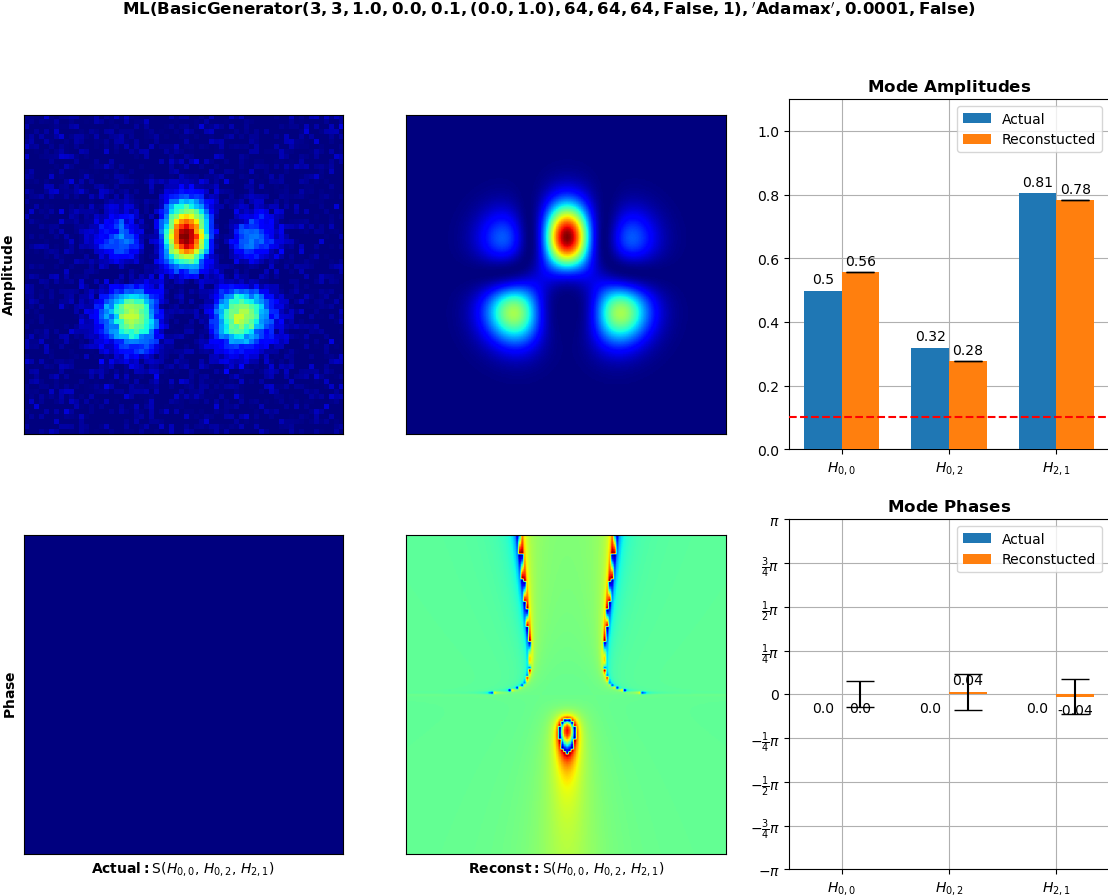 ML(BasicGenerator(3, 3, 1.0, 0.0, 0.1, (0.0, 1.0), 64, 64, 64, False, 1), ′Adamax′, 0.0001, False)
Amplitude
Mode Amplitudes
Actual
Reconstucted
1.0
0.8
0.6
0.4
0.2
0.0
0.5
0.56
0.32
0.28
0.81
0.78
H0,0
H0,2
H2,1
Phase
Actual: S(H0,0, H0,2, H2,1)
Reconst: S(H0,0, H0,2, H2,1)
Mode Phases
Actual
Reconstucted
π
3/4π
1/2π
1/4π
0
−1/4π
−1/2π
−3/4π
−π
0.0
0.0
0.0
0.04
0.0
-0.04
H0,0
H0,2
H2,1